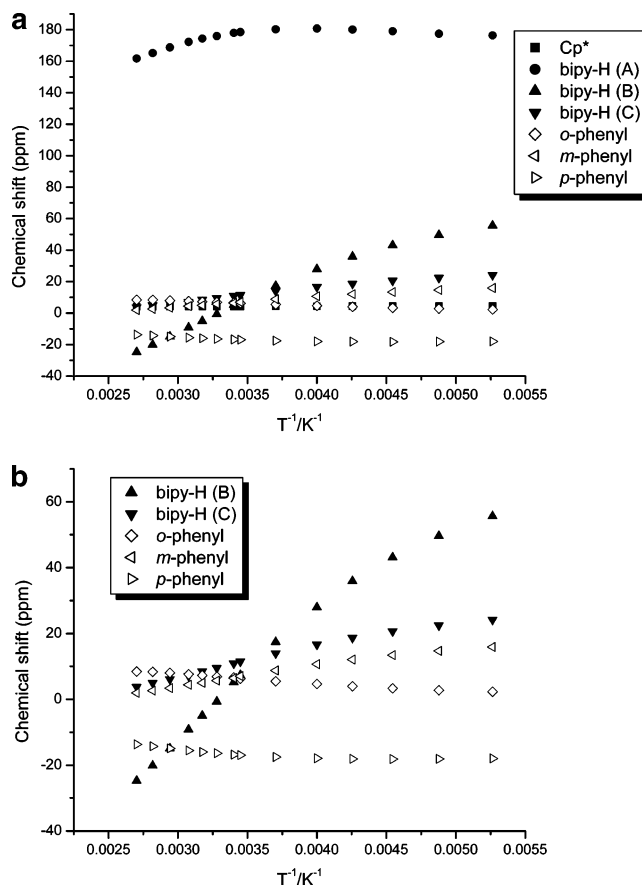 a
180
160
140
120
100
80
60
40
20
0
-20
-40
Chemical shift (ppm)
0.0025 0.0030 0.0035 0.0040 0.0045 0.0050 0.0055
T⁻¹/K⁻¹
Cp*
bipy-H (A)
bipy-H (B)
bipy-H (C)
o-phenyl
m-phenyl
p-phenyl
b
bipy-H (B)
bipy-H (C)
o-phenyl
m-phenyl
p-phenyl
60
40
20
0
-20
-40
Chemical shift (ppm)
0.0025 0.0030 0.0035 0.0040 0.0045 0.0050 0.0055
T⁻¹/K⁻¹